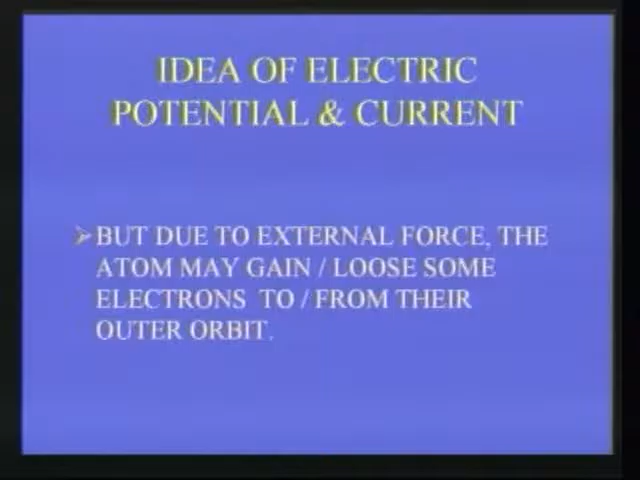 IDEA OF ELECTRIC
POTENTIAL & CURRENT
➢BUT DUE TO EXTERNAL FORCE, THE
ATOM MAY GAIN / LOOSE SOME
ELECTRONS TO / FROM THEIR
OUTER ORBIT.